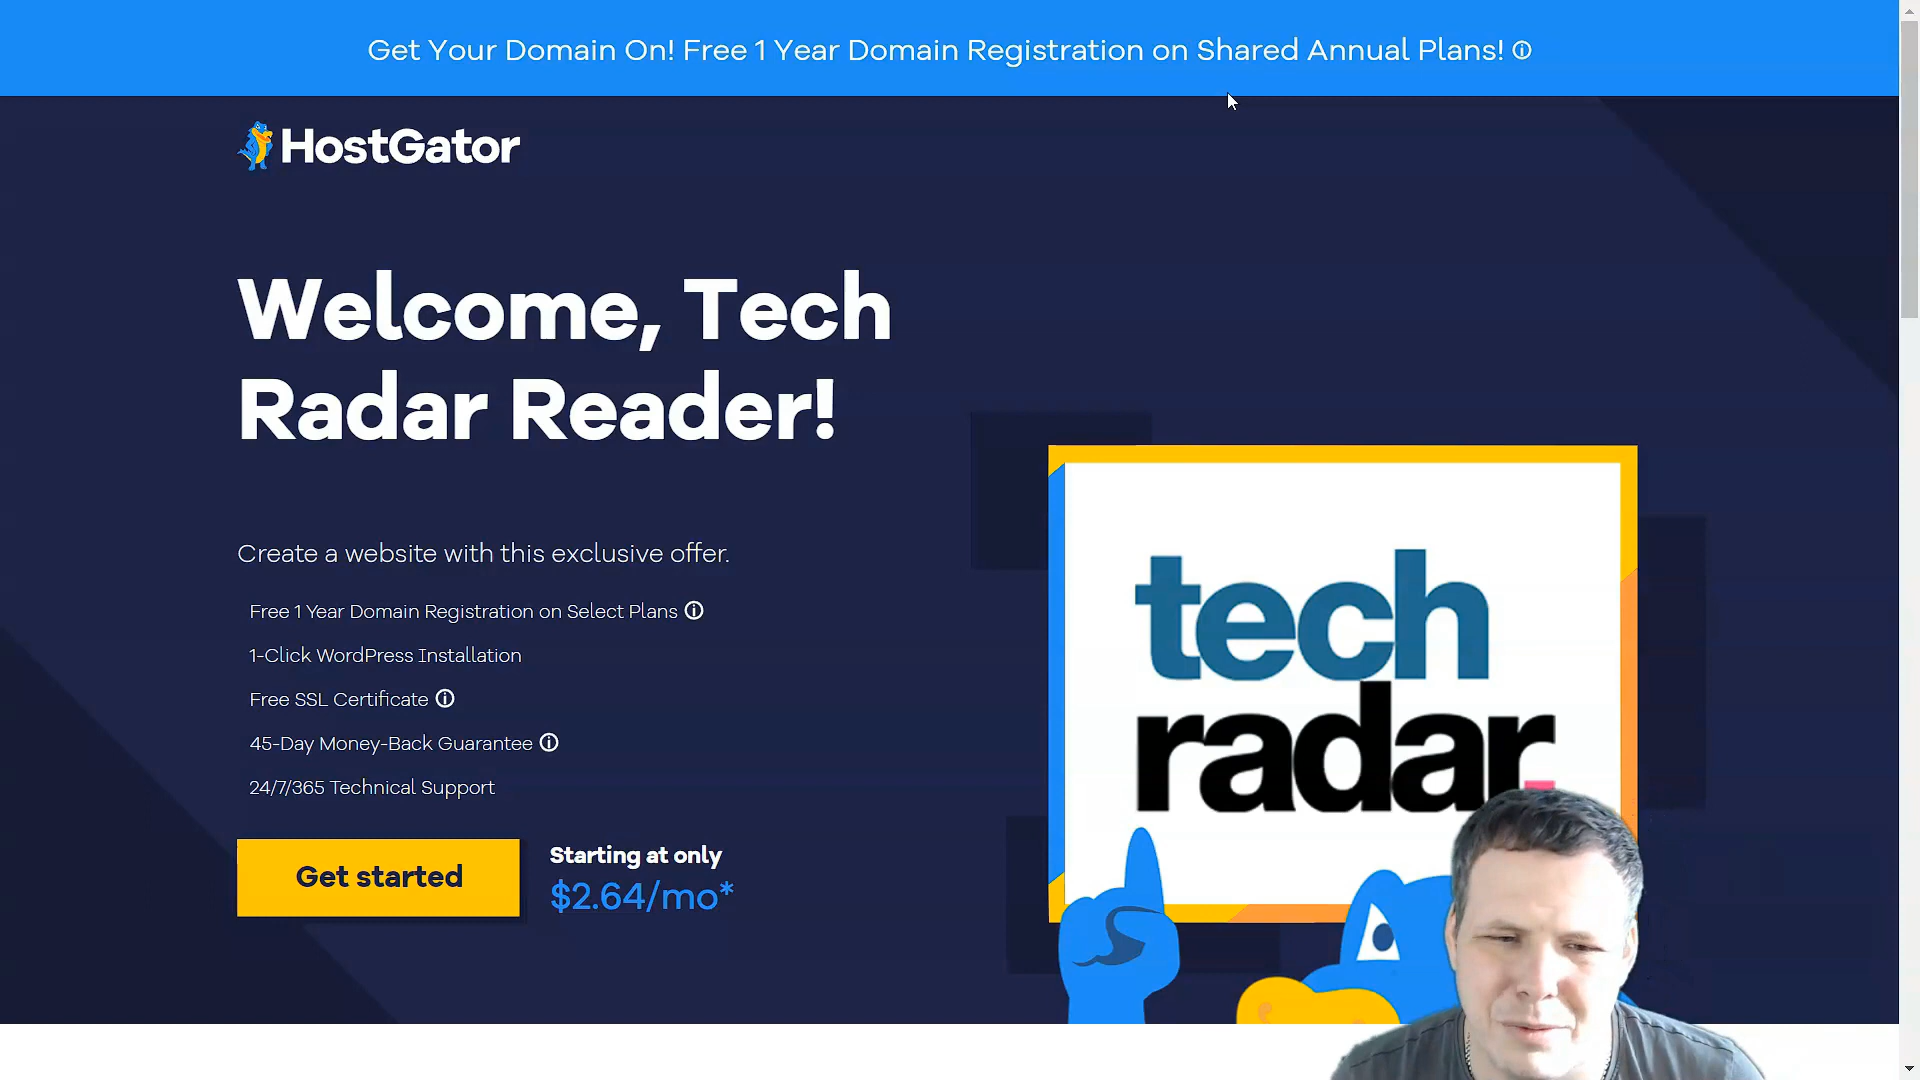 Get Your Domain On! Free 1 Year Domain Registration on Shared Annual Plans! ⓘ
HostGator
Welcome, Tech
Radar Reader!
Create a website with this exclusive offer.
Free 1 Year Domain Registration on Select Plans ⓘ
1-Click WordPress Installation
Free SSL Certificate ⓘ
45-Day Money-Back Guarantee ⓘ
24/7/365 Technical Support
Get started
Starting at only
$2.64/mo*
tech
radar.